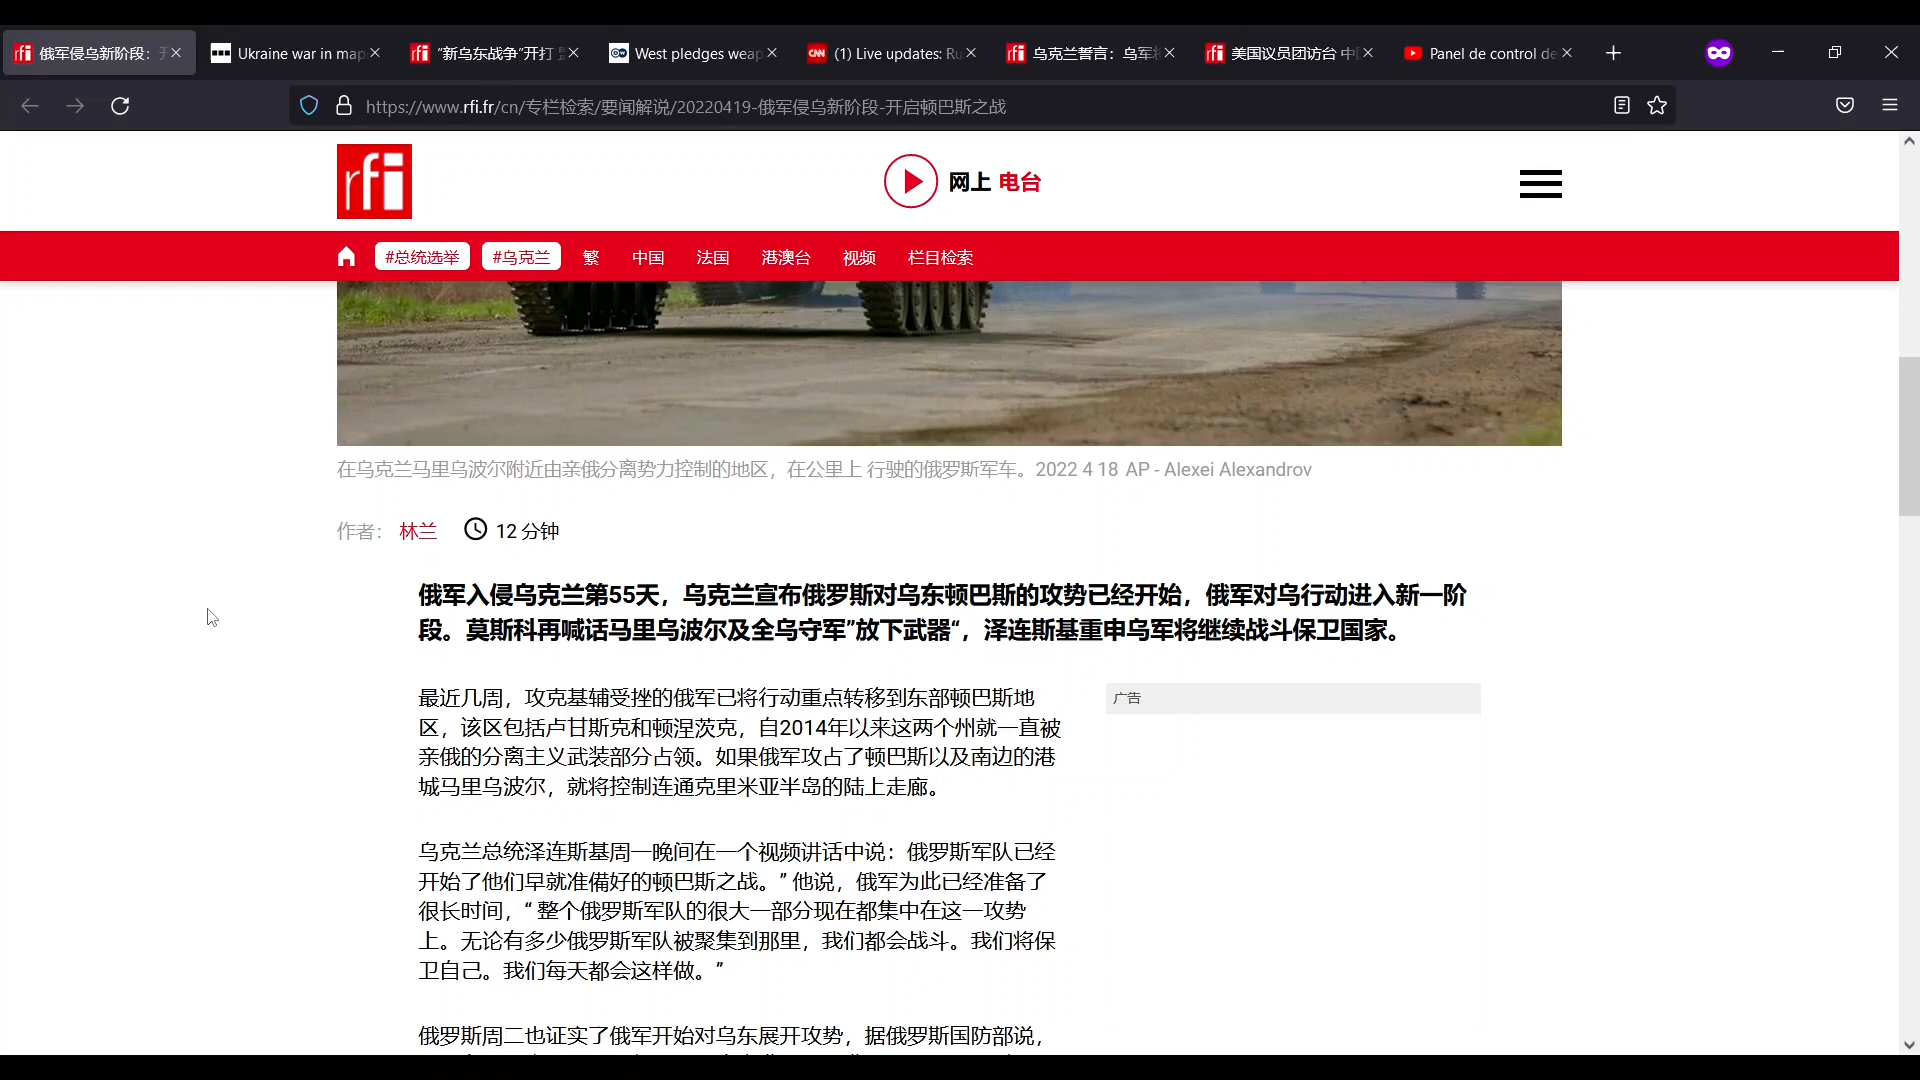 俄军侵乌新阶段：开
Ukraine war in map
“新乌东战争”开打
West pledges weap
(1) Live updates: Ru
乌克兰誓言：乌军将
美国议员团访台 中
Panel de control de
https://www.rfi.fr/cn/专栏检索/要闻解说/20220419-俄军侵乌新阶段-开启顿巴斯之战
rfi
网上 电台
#总统选举 #乌克兰 繁 中国 法国 港澳台 视频 栏目检索
在乌克兰马里乌波尔附近由亲俄分离势力控制的地区，在公里上 行驶的俄罗斯军车。2022 4 18 AP - Alexei Alexandrov
作者： 林兰 12 分钟
俄军入侵乌克兰第55天，乌克兰宣布俄罗斯对乌东顿巴斯的攻势已经开始，俄军对乌行动进入新一阶
段。莫斯科再喊话马里乌波尔及全乌守军”放下武器“，泽连斯基重申乌军将继续战斗保卫国家。
最近几周，攻克基辅受挫的俄军已将行动重点转移到东部顿巴斯地
区，该区包括卢甘斯克和顿涅茨克，自2014年以来这两个州就一直被
亲俄的分离主义武装部分占领。如果俄军攻占了顿巴斯以及南边的港
城马里乌波尔，就将控制连通克里米亚半岛的陆上走廊。
广告
乌克兰总统泽连斯基周一晚间在一个视频讲话中说：俄罗斯军队已经
开始了他们早就准備好的顿巴斯之战。” 他说，俄军为此已经准备了
很长时间，“ 整个俄罗斯军队的很大一部分现在都集中在这一攻势
上。无论有多少俄罗斯军队被聚集到那里，我们都会战斗。我们将保
卫自己。我们每天都会这样做。”
俄罗斯周二也证实了俄军开始对乌东展开攻势，据俄罗斯国防部说，